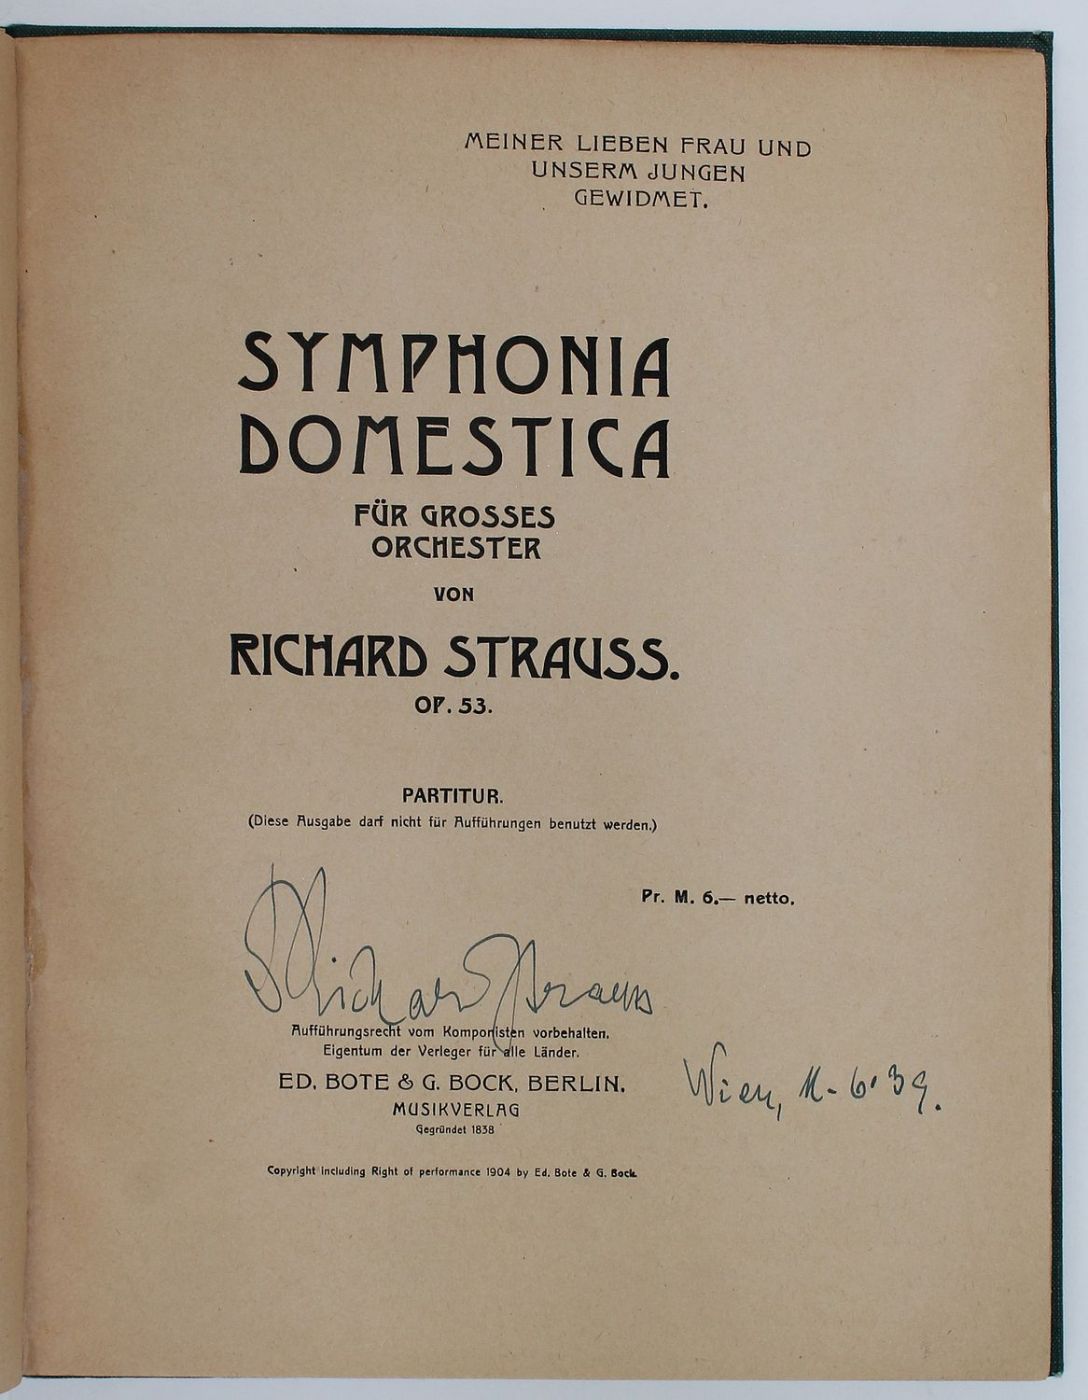 MEINER LIEBEN FRAU UND
UNSERM JUNGEN
GEWIDMET.
SYMPHONIA
DOMESTICA
FÜR GROSSES
ORCHESTER
VON
RICHARD STRAUSS.
OP. 53.
PARTITUR.
(Diese Ausgabe darf nicht für Aufführungen benutzt werden.)
Pr. M. 6.— netto.
Richard Strauss
Aufführungsrecht vom Komponisten vorbehalten.
Eigentum der Verleger für alle Länder.
ED. BOTE & G. BOCK, BERLIN.
Wien, 11. 6. 39.
MUSIKVERLAG
Gegründet 1838
Copyright including Right of performance 1904 by Ed. Bote & G. Bock.